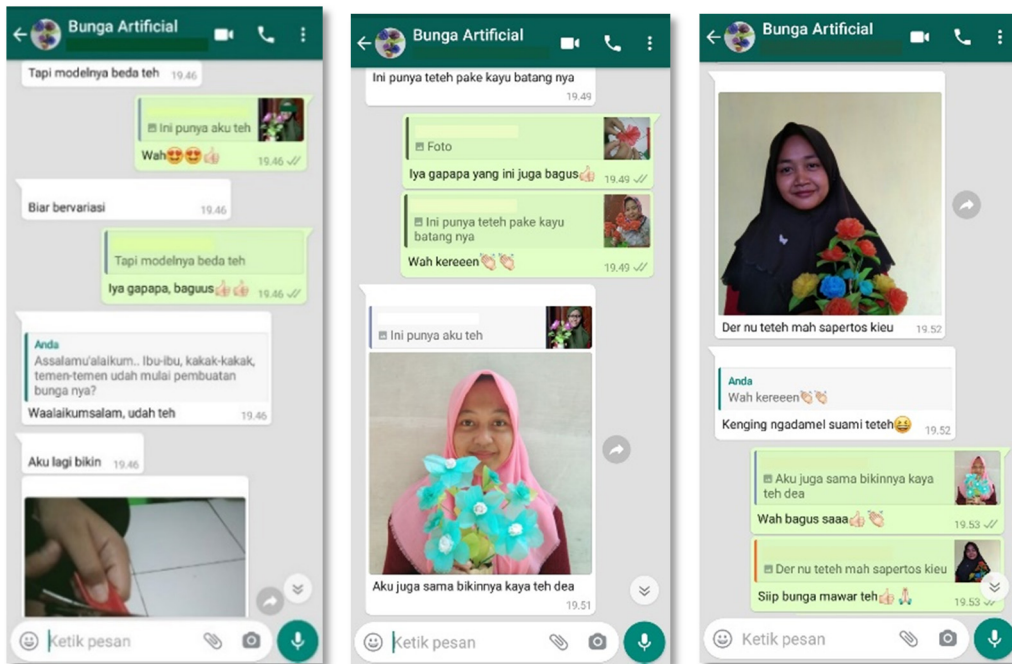 Bunga Artificial
Tapi modelnya beda teh 19.46
Ini punya aku teh
Wah😍😍👍 19.46
Biar bervariasi 19.46
Tapi modelnya beda teh
Iya gapapa, baguus👍👍 19.46
Anda
Assalamu'alaikum.. Ibu-ibu, kakak-kakak,
temen-temen udah mulai pembuatan
bunga nya?
Waalaikumsalam, udah teh 19.46
Aku lagi bikin 19.46
Ketik pesan
Bunga Artificial
Ini punya teteh pake kayu batang nya
19.49
Foto
Iya gapapa yang ini juga bagus👍 19.49
Ini punya teteh pake kayu
batang nya
Wah kereeen👏👏 19.49
Ini punya aku teh
Aku juga sama bikinnya kaya teh dea
19.51
Ketik pesan
Bunga Artificial
Der nu teteh mah sapertos kieu 19.52
Anda
Wah kereeen👏👏
Kenging ngadamel suami teteh😆 19.52
Aku juga sama bikinnya kaya
teh dea
Wah bagus saaa👍👏 19.53
Der nu teteh mah sapertos kieu
Siip bunga mawar teh👍🙏 19.53
Ketik pesan